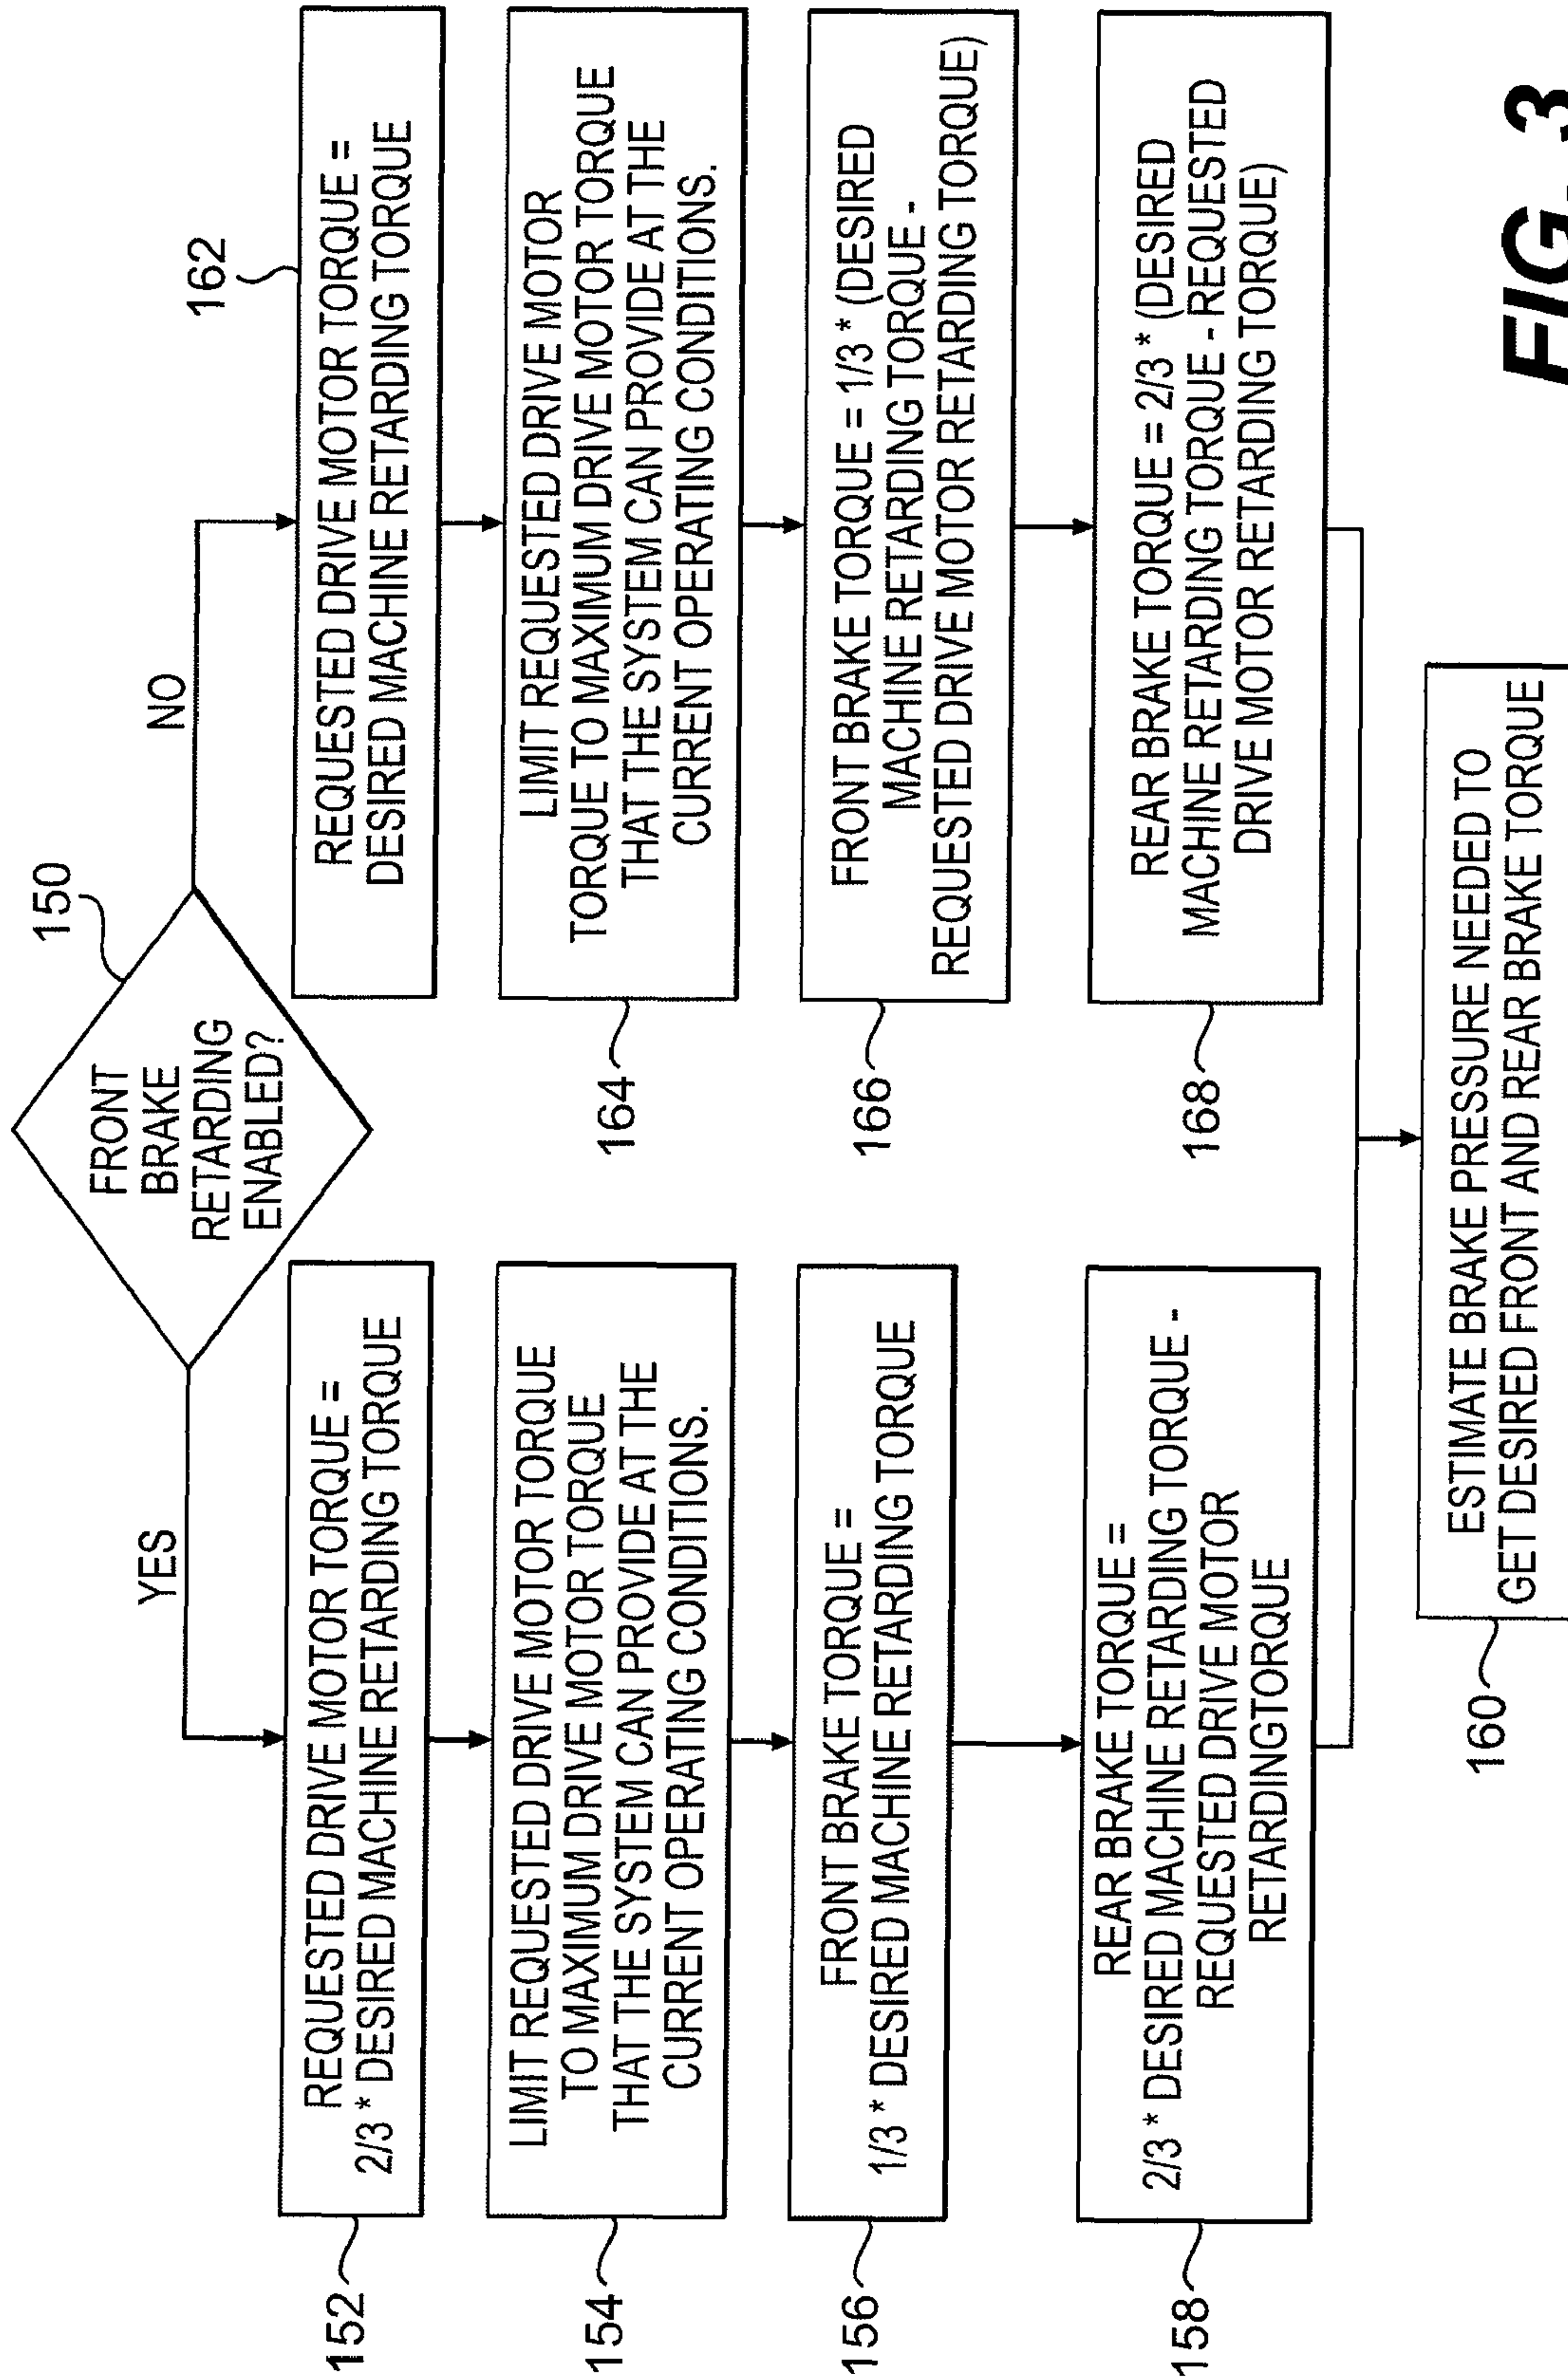 150
FRONT
BRAKE
RETARDING
ENABLED?
YES
NO
152
REQUESTED DRIVE MOTOR TORQUE =
2/3 * DESIRED MACHINE RETARDING TORQUE
154
LIMIT REQUESTED DRIVE MOTOR TORQUE
TO MAXIMUM DRIVE MOTOR TORQUE
THAT THE SYSTEM CAN PROVIDE AT THE
CURRENT OPERATING CONDITIONS.
156
FRONT BRAKE TORQUE =
1/3 * DESIRED MACHINE RETARDING TORQUE
158
REAR BRAKE TORQUE =
2/3 * DESIRED MACHINE RETARDING TORQUE -
REQUESTED DRIVE MOTOR
RETARDINGTORQUE
162
REQUESTED DRIVE MOTOR TORQUE =
DESIRED MACHINE RETARDING TORQUE
164
LIMIT REQUESTED DRIVE MOTOR
TORQUE TO MAXIMUM DRIVE MOTOR TORQUE
THAT THE SYSTEM CAN PROVIDE AT THE
CURRENT OPERATING CONDITIONS.
166
FRONT BRAKE TORQUE = 1/3 * (DESIRED
MACHINE RETARDING TORQUE -
REQUESTED DRIVE MOTOR RETARDING TORQUE)
168
REAR BRAKE TORQUE = 2/3 * (DESIRED
MACHINE RETARDING TORQUE - REQUESTED
DRIVE MOTOR RETARDING TORQUE)
160
ESTIMATE BRAKE PRESSURE NEEDED TO
GET DESIRED FRONT AND REAR BRAKE TORQUE
FIG. 3